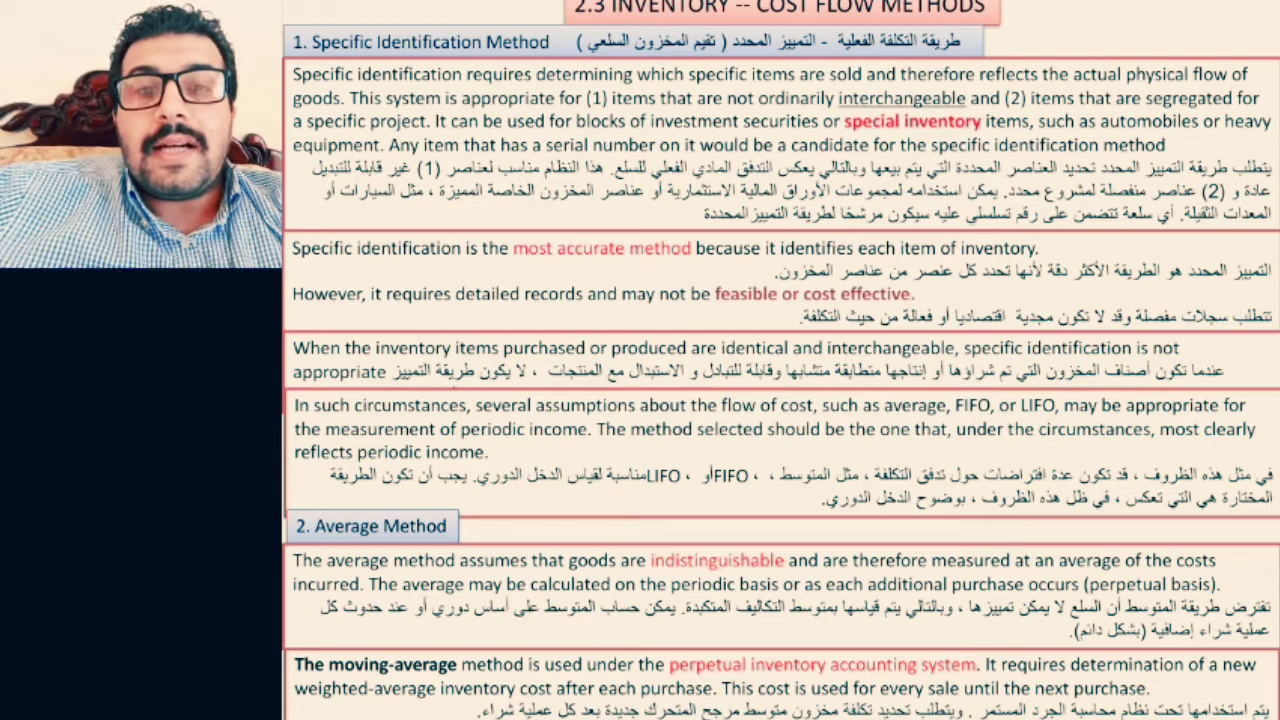 2.3 INVENTORY -- COST FLOW METHODS
1. Specific Identification Method طريقة التكلفة الفعلية - التمييز المحدد ( تقيم المخزون السلعي )
Specific identification requires determining which specific items are sold and therefore reflects the actual physical flow of
goods. This system is appropriate for (1) items that are not ordinarily interchangeable and (2) items that are segregated for
a specific project. It can be used for blocks of investment securities or special inventory items, such as automobiles or heavy
equipment. Any item that has a serial number on it would be a candidate for the specific identification method
يتطلب طريقة التمييز المحدد تحديد العناصر المحددة التي يتم بيعها وبالتالي يعكس التدفق المادي الفعلي للسلع. هذا النظام مناسب لعناصر (1) غير قابلة للتبديل
عادة و (2) عناصر منفصلة لمشروع محدد. يمكن استخدامه لمجموعات الأوراق المالية الاستثمارية أو عناصر المخزون الخاصة المميزة ، مثل السيارات أو
المعدات الثقيلة. أي سلعة تتضمن على رقم تسلسلي عليه سيكون مرشحًا لطريقة التمييز المحددة
Specific identification is the most accurate method because it identifies each item of inventory.
التمييز المحدد هو الطريقة الأكثر دقة لأنها تحدد كل عنصر من عناصر المخزون.
However, it requires detailed records and may not be feasible or cost effective.
تتطلب سجلات مفصلة وقد لا تكون مجدية اقتصاديا أو فعالة من حيث التكلفة.
When the inventory items purchased or produced are identical and interchangeable, specific identification is not
appropriate عندما تكون أصناف المخزون التي تم شراؤها أو إنتاجها متطابقة متشابها وقابلة للتبادل و الاستبدال مع المنتجات ، لا يكون طريقة التمييز
In such circumstances, several assumptions about the flow of cost, such as average, FIFO, or LIFO, may be appropriate for
the measurement of periodic income. The method selected should be the one that, under the circumstances, most clearly
reflects periodic income.
في مثل هذه الظروف ، قد تكون عدة افتراضات حول تدفق التكلفة ، مثل المتوسط ، ، FIFOأو ، LIFOمناسبة لقياس الدخل الدوري. يجب أن تكون الطريقة
المختارة هي التي تعكس ، في ظل هذه الظروف ، بوضوح الدخل الدوري.
2. Average Method
The average method assumes that goods are indistinguishable and are therefore measured at an average of the costs
incurred. The average may be calculated on the periodic basis or as each additional purchase occurs (perpetual basis).
تفترض طريقة المتوسط أن السلع لا يمكن تمييزها ، وبالتالي يتم قياسها بمتوسط التكاليف المتكبدة. يمكن حساب المتوسط على أساس دوري أو عند حدوث كل
عملية شراء إضافية (بشكل دائم).
The moving-average method is used under the perpetual inventory accounting system. It requires determination of a new
weighted-average inventory cost after each purchase. This cost is used for every sale until the next purchase.
يتم استخدامها تحت نظام محاسبة الجرد المستمر . ويتطلب تحديد تكلفة مخزون متوسط مرجح المتحرك جديدة بعد كل عملية شراء.